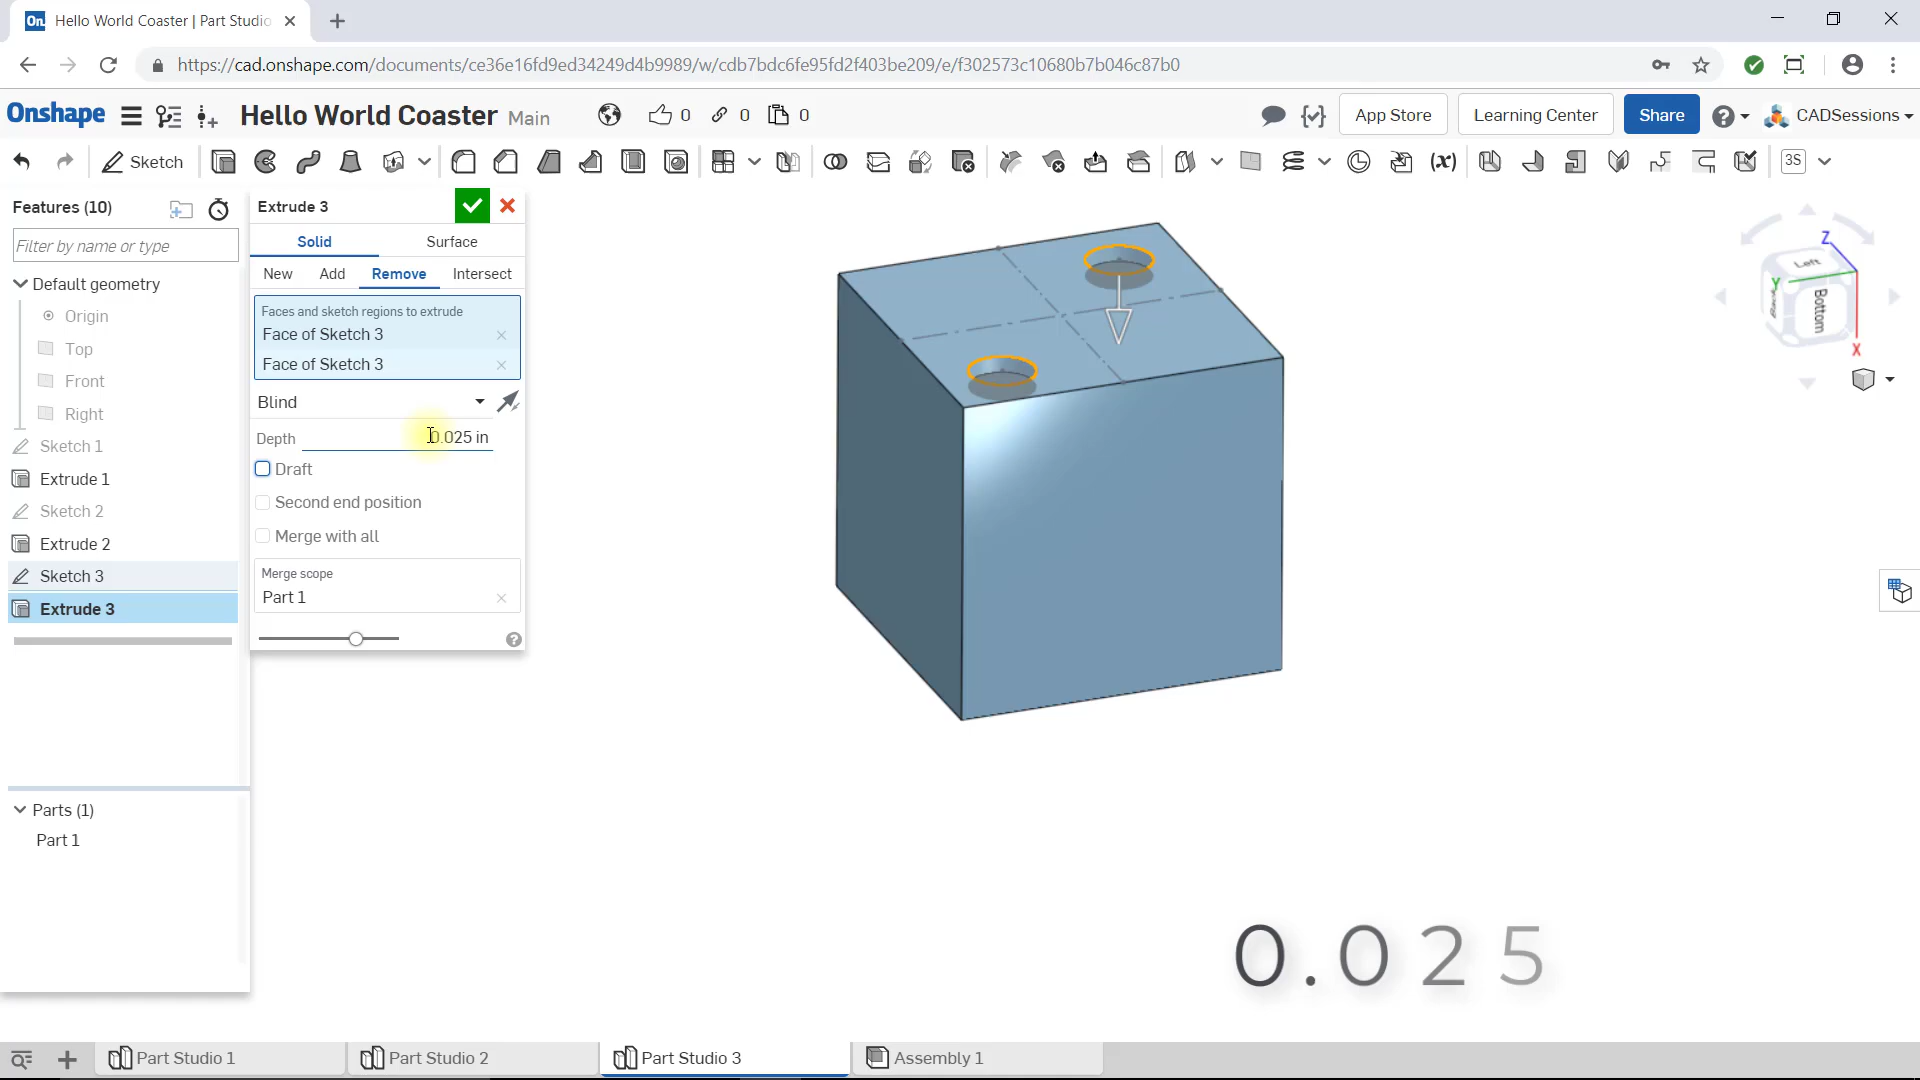 Hello World Coaster | Part Studio
https://cad.onshape.com/documents/ce36e16fd9ed34249d4b9989/w/cdb7bdc6fe95fd2f403be209/e/f302573c10680b7b046c87b0
Onshape
Hello World Coaster Main
0
0
0
App Store
Learning Center
Share
CADSessions
Sketch
(x)
3S
Features (10)
Filter by name or type
Default geometry
Origin
Top
Front
Right
Sketch 1
Extrude 1
Sketch 2
Extrude 2
Sketch 3
Extrude 3
Parts (1)
Part 1
Extrude 3
Solid
Surface
New
Add
Remove
Intersect
Faces and sketch regions to extrude
Face of Sketch 3
Face of Sketch 3
Blind
Depth 0.025 in
Draft
Second end position
Merge with all
Merge scope
Part 1
Z
Left
Y
Bottom
X
0.025
Part Studio 1
Part Studio 2
Part Studio 3
Assembly 1